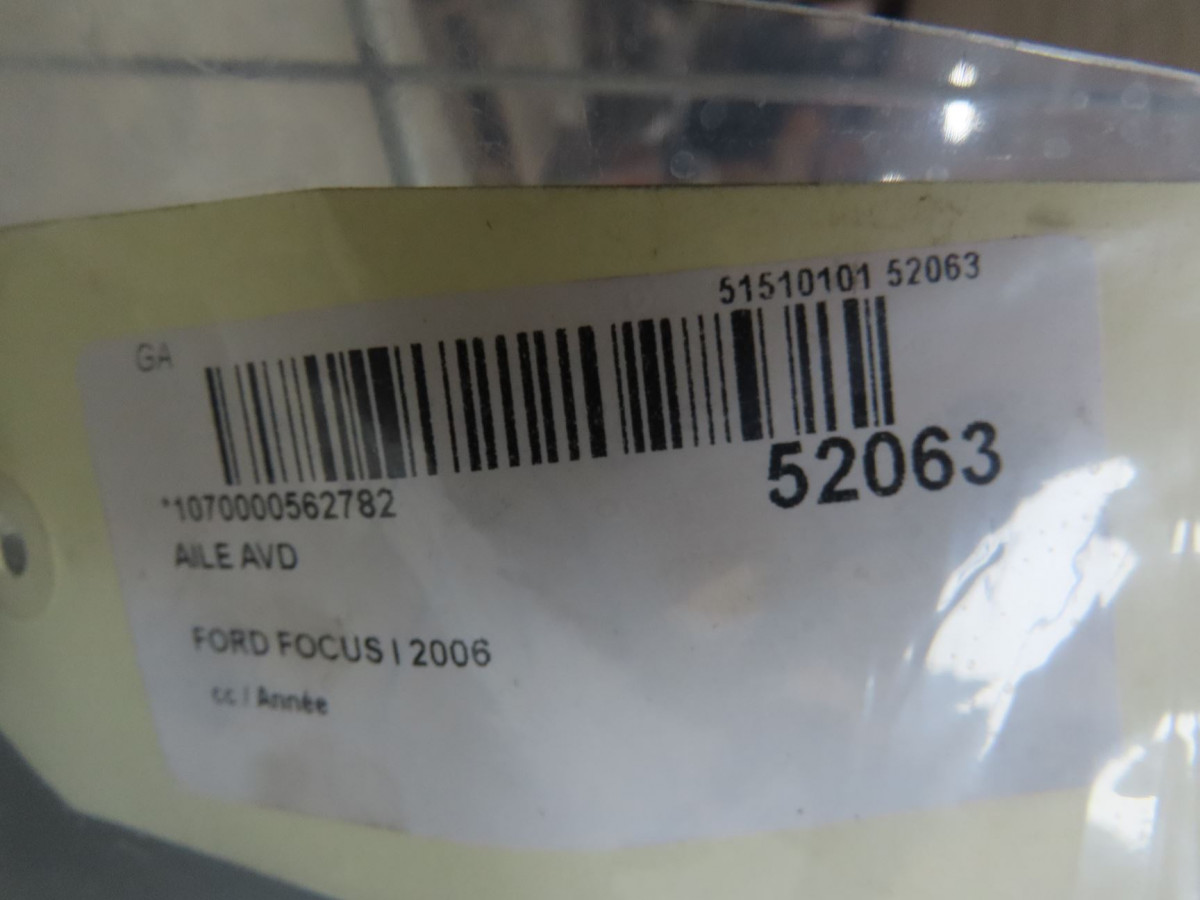 51510101 52063
GA
52063
*1070000562782
AILE AVD
FORD FOCUS I 2006
cc / Année